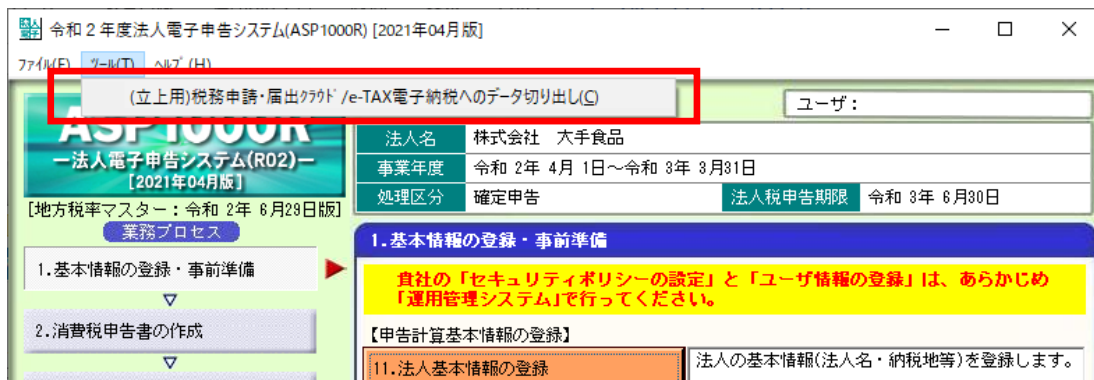 令和2年度法人電子申告システム(ASP1000R) [2021年04月版]
ファイル(F) ツール(T) ヘルプ(H)
(立上用)税務申請・届出クラウド/e-TAX電子納税へのデータ切り出し(C)
ユーザ:
ASP1000R
ー法人電子申告システム(R02)ー
[2021年04月版]
[地方税率マスター:令和 2年 6月29日版]
法人名 株式会社 大手食品
事業年度 令和 2年 4月 1日~令和 3年 3月31日
処理区分 確定申告 法人税申告期限 令和 3年 6月30日
業務プロセス
1.基本情報の登録・事前準備
2.消費税申告書の作成
1.基本情報の登録・事前準備
貴社の「セキュリティポリシーの設定」と「ユーザ情報の登録」は、あらかじめ
「運用管理システム」で行ってください。
【申告計算基本情報の登録】
11.法人基本情報の登録 法人の基本情報(法人名・納税地等)を登録します。